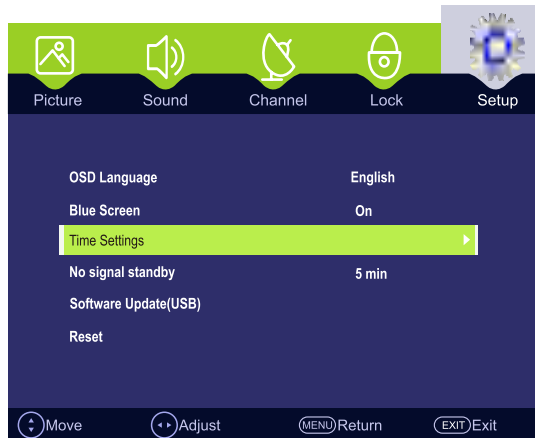 Picture Sound Channel Lock Setup
OSD Language English
Blue Screen On
Time Settings
No signal standby 5 min
Software Update(USB)
Reset
Move Adjust MENU Return EXIT Exit